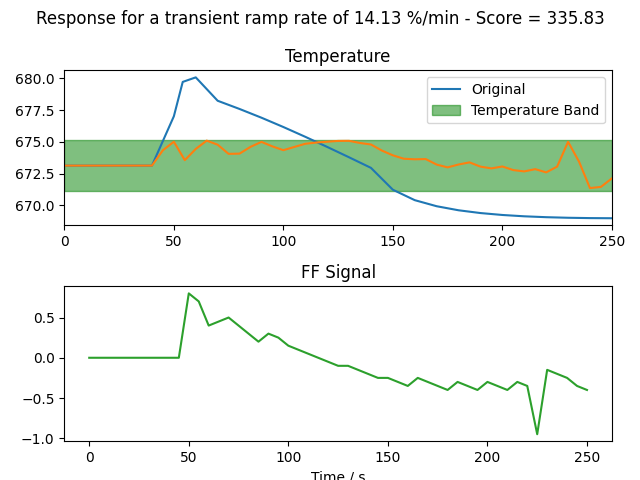 Response for a transient ramp rate of 14.13 %/min - Score = 335.83
Temperature
680.0
677.5
675.0
672.5
670.0
Original
Temperature Band
0 50 100 150 200 250
FF Signal
0.5
0.0
−0.5
−1.0
0 50 100 150 200 250
Time / s